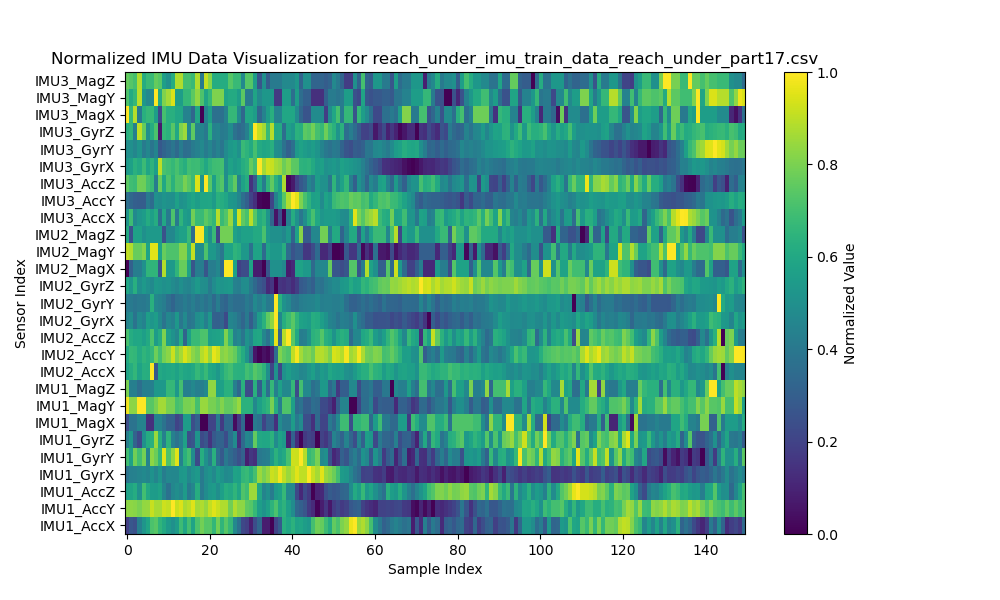 Normalized IMU Data Visualization for reach_under_imu_train_data_reach_under_part17.csv
IMU3_MagZ
IMU3_MagY
IMU3_MagX
IMU3_GyrZ
IMU3_GyrY
IMU3_GyrX
IMU3_AccZ
IMU3_AccY
IMU3_AccX
IMU2_MagZ
IMU2_MagY
IMU2_MagX
IMU2_GyrZ
IMU2_GyrY
IMU2_GyrX
IMU2_AccZ
IMU2_AccY
IMU2_AccX
IMU1_MagZ
IMU1_MagY
IMU1_MagX
IMU1_GyrZ
IMU1_GyrY
IMU1_GyrX
IMU1_AccZ
IMU1_AccY
IMU1_AccX
Sensor Index
0 20 40 60 80 100 120 140
Sample Index
1.0
0.8
0.6
0.4
0.2
0.0
Normalized Value